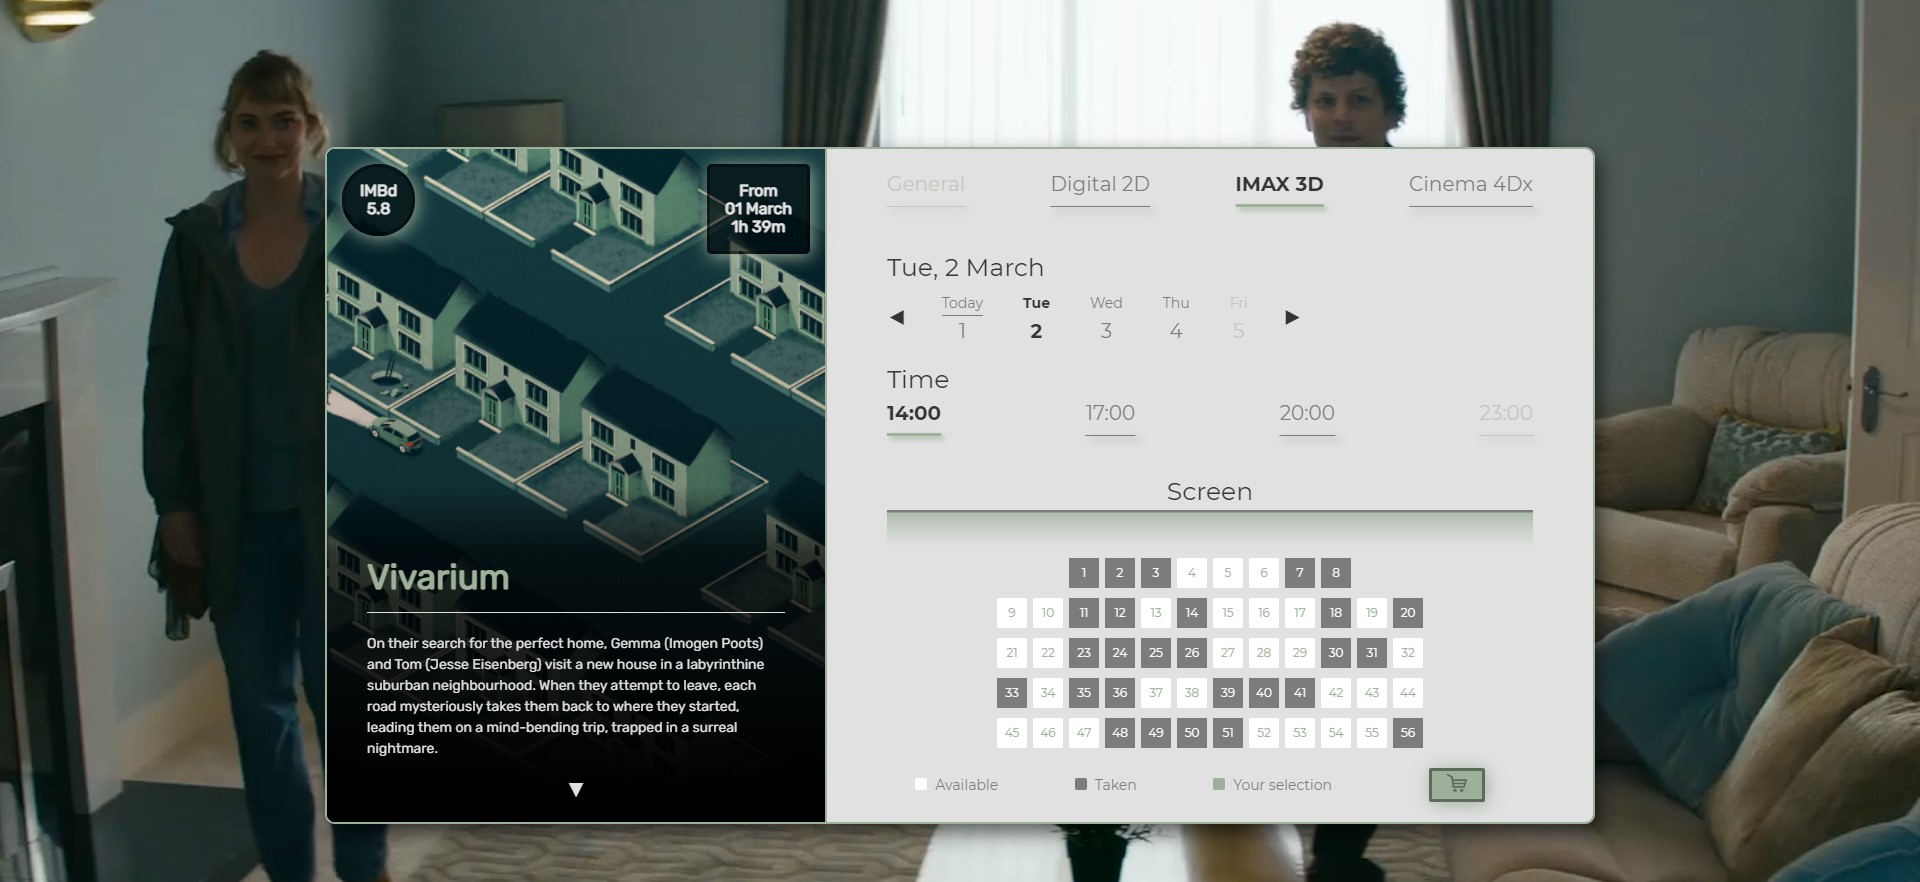 IMBd
5.8
From
01 March
1h 39m
Vivarium
On their search for the perfect home, Gemma (Imogen Poots)
and Tom (Jesse Eisenberg) visit a new house in a labyrinthine
suburban neighbourhood. When they attempt to leave, each
road mysteriously takes them back to where they started,
leading them on a mind-bending trip, trapped in a surreal
nightmare.
General Digital 2D IMAX 3D Cinema 4Dx
Tue, 2 March
Today Tue Wed Thu Fri
1 2 3 4 5
Time
14:00 17:00 20:00 23:00
Screen
1 2 3 4 5 6 7 8
9 10 11 12 13 14 15 16 17 18 19 20
21 22 23 24 25 26 27 28 29 30 31 32
33 34 35 36 37 38 39 40 41 42 43 44
45 46 47 48 49 50 51 52 53 54 55 56
Available Taken Your selection